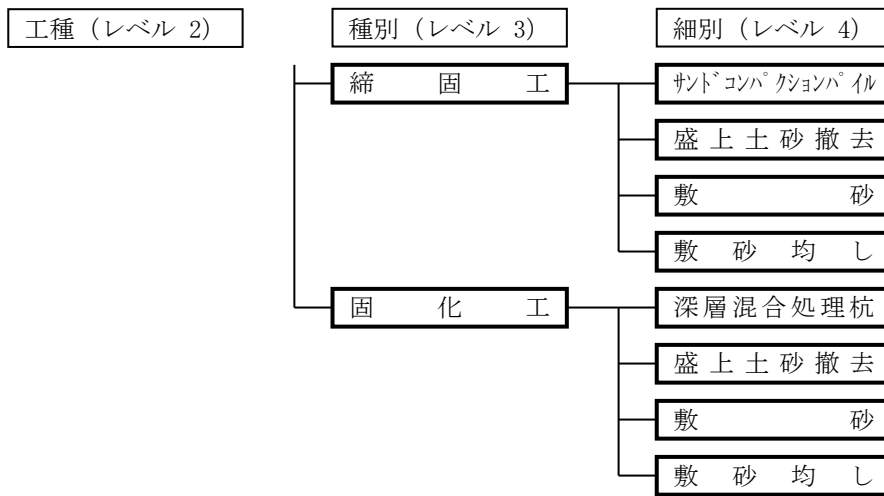 工種（レベル 2） 種別（レベル 3） 細別（レベル 4）
締固工 ｻﾝﾄﾞｺﾝﾊﾟｸｼｮﾝﾊﾟｲﾙ
盛上土砂撤去
敷砂
敷砂均し
固化工 深層混合処理杭
盛上土砂撤去
敷砂
敷砂均し